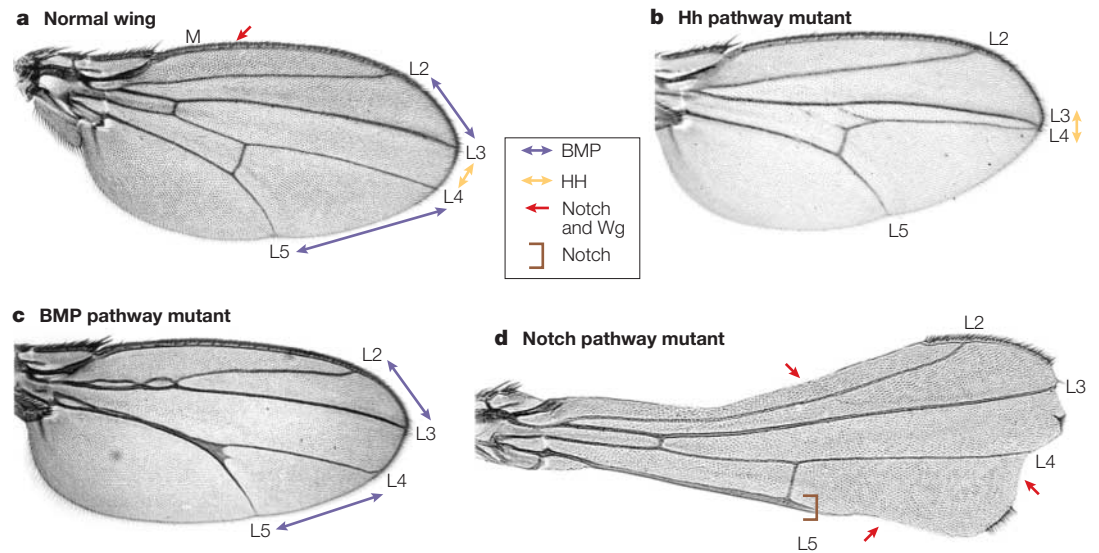 a Normal wing
M
L2
L3
L4
L5
b Hh pathway mutant
L2
L3
L4
L5
BMP
HH
Notch
and Wg
Notch
c BMP pathway mutant
L2
L3
L4
L5
d Notch pathway mutant
L2
L3
L4
L5